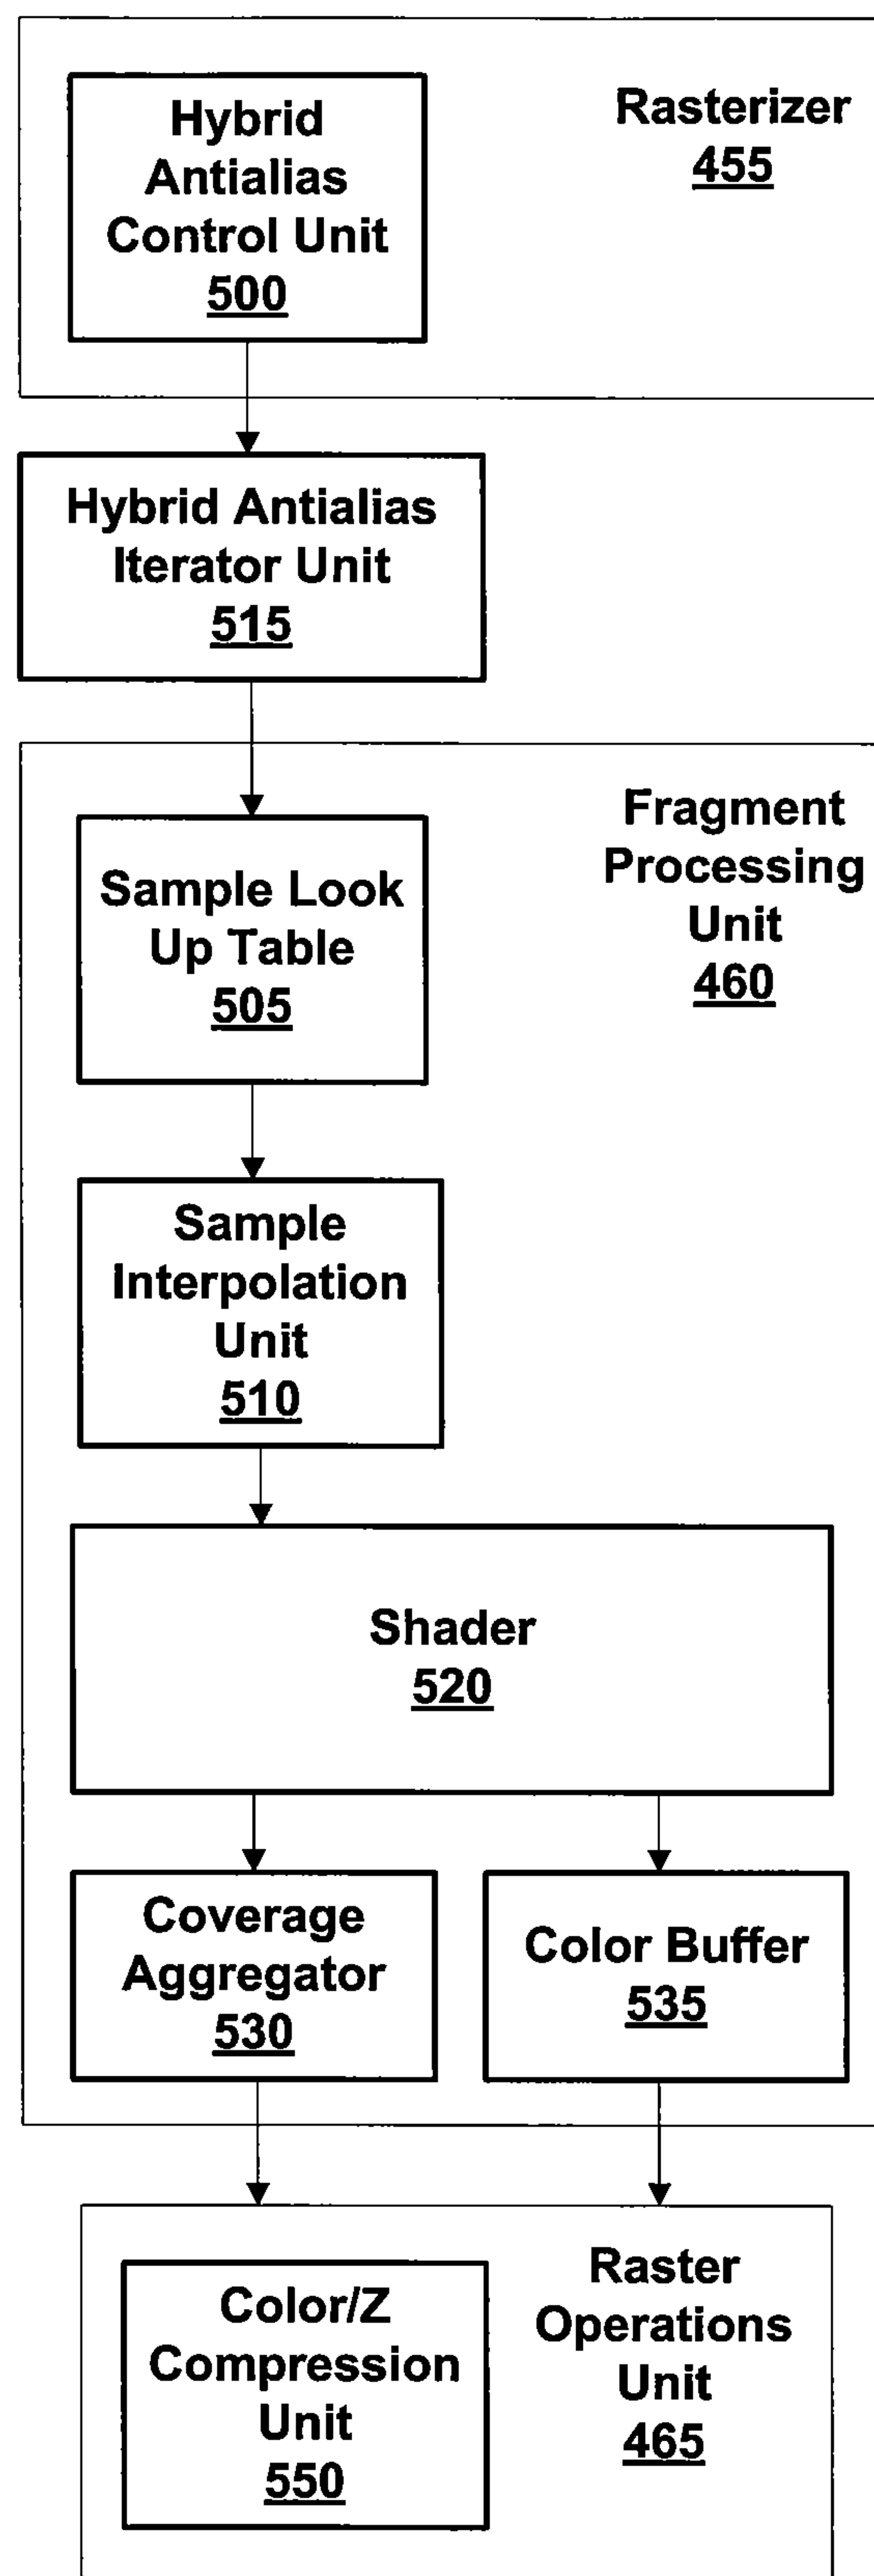 Hybrid
Antialias
Control Unit
500
Rasterizer
455
Hybrid Antialias
Iterator Unit
515
Fragment
Processing
Unit
460
Sample Look
Up Table
505
Sample
Interpolation
Unit
510
Shader
520
Coverage
Aggregator
530
Color Buffer
535
Raster
Operations
Unit
465
Color/Z
Compression
Unit
550